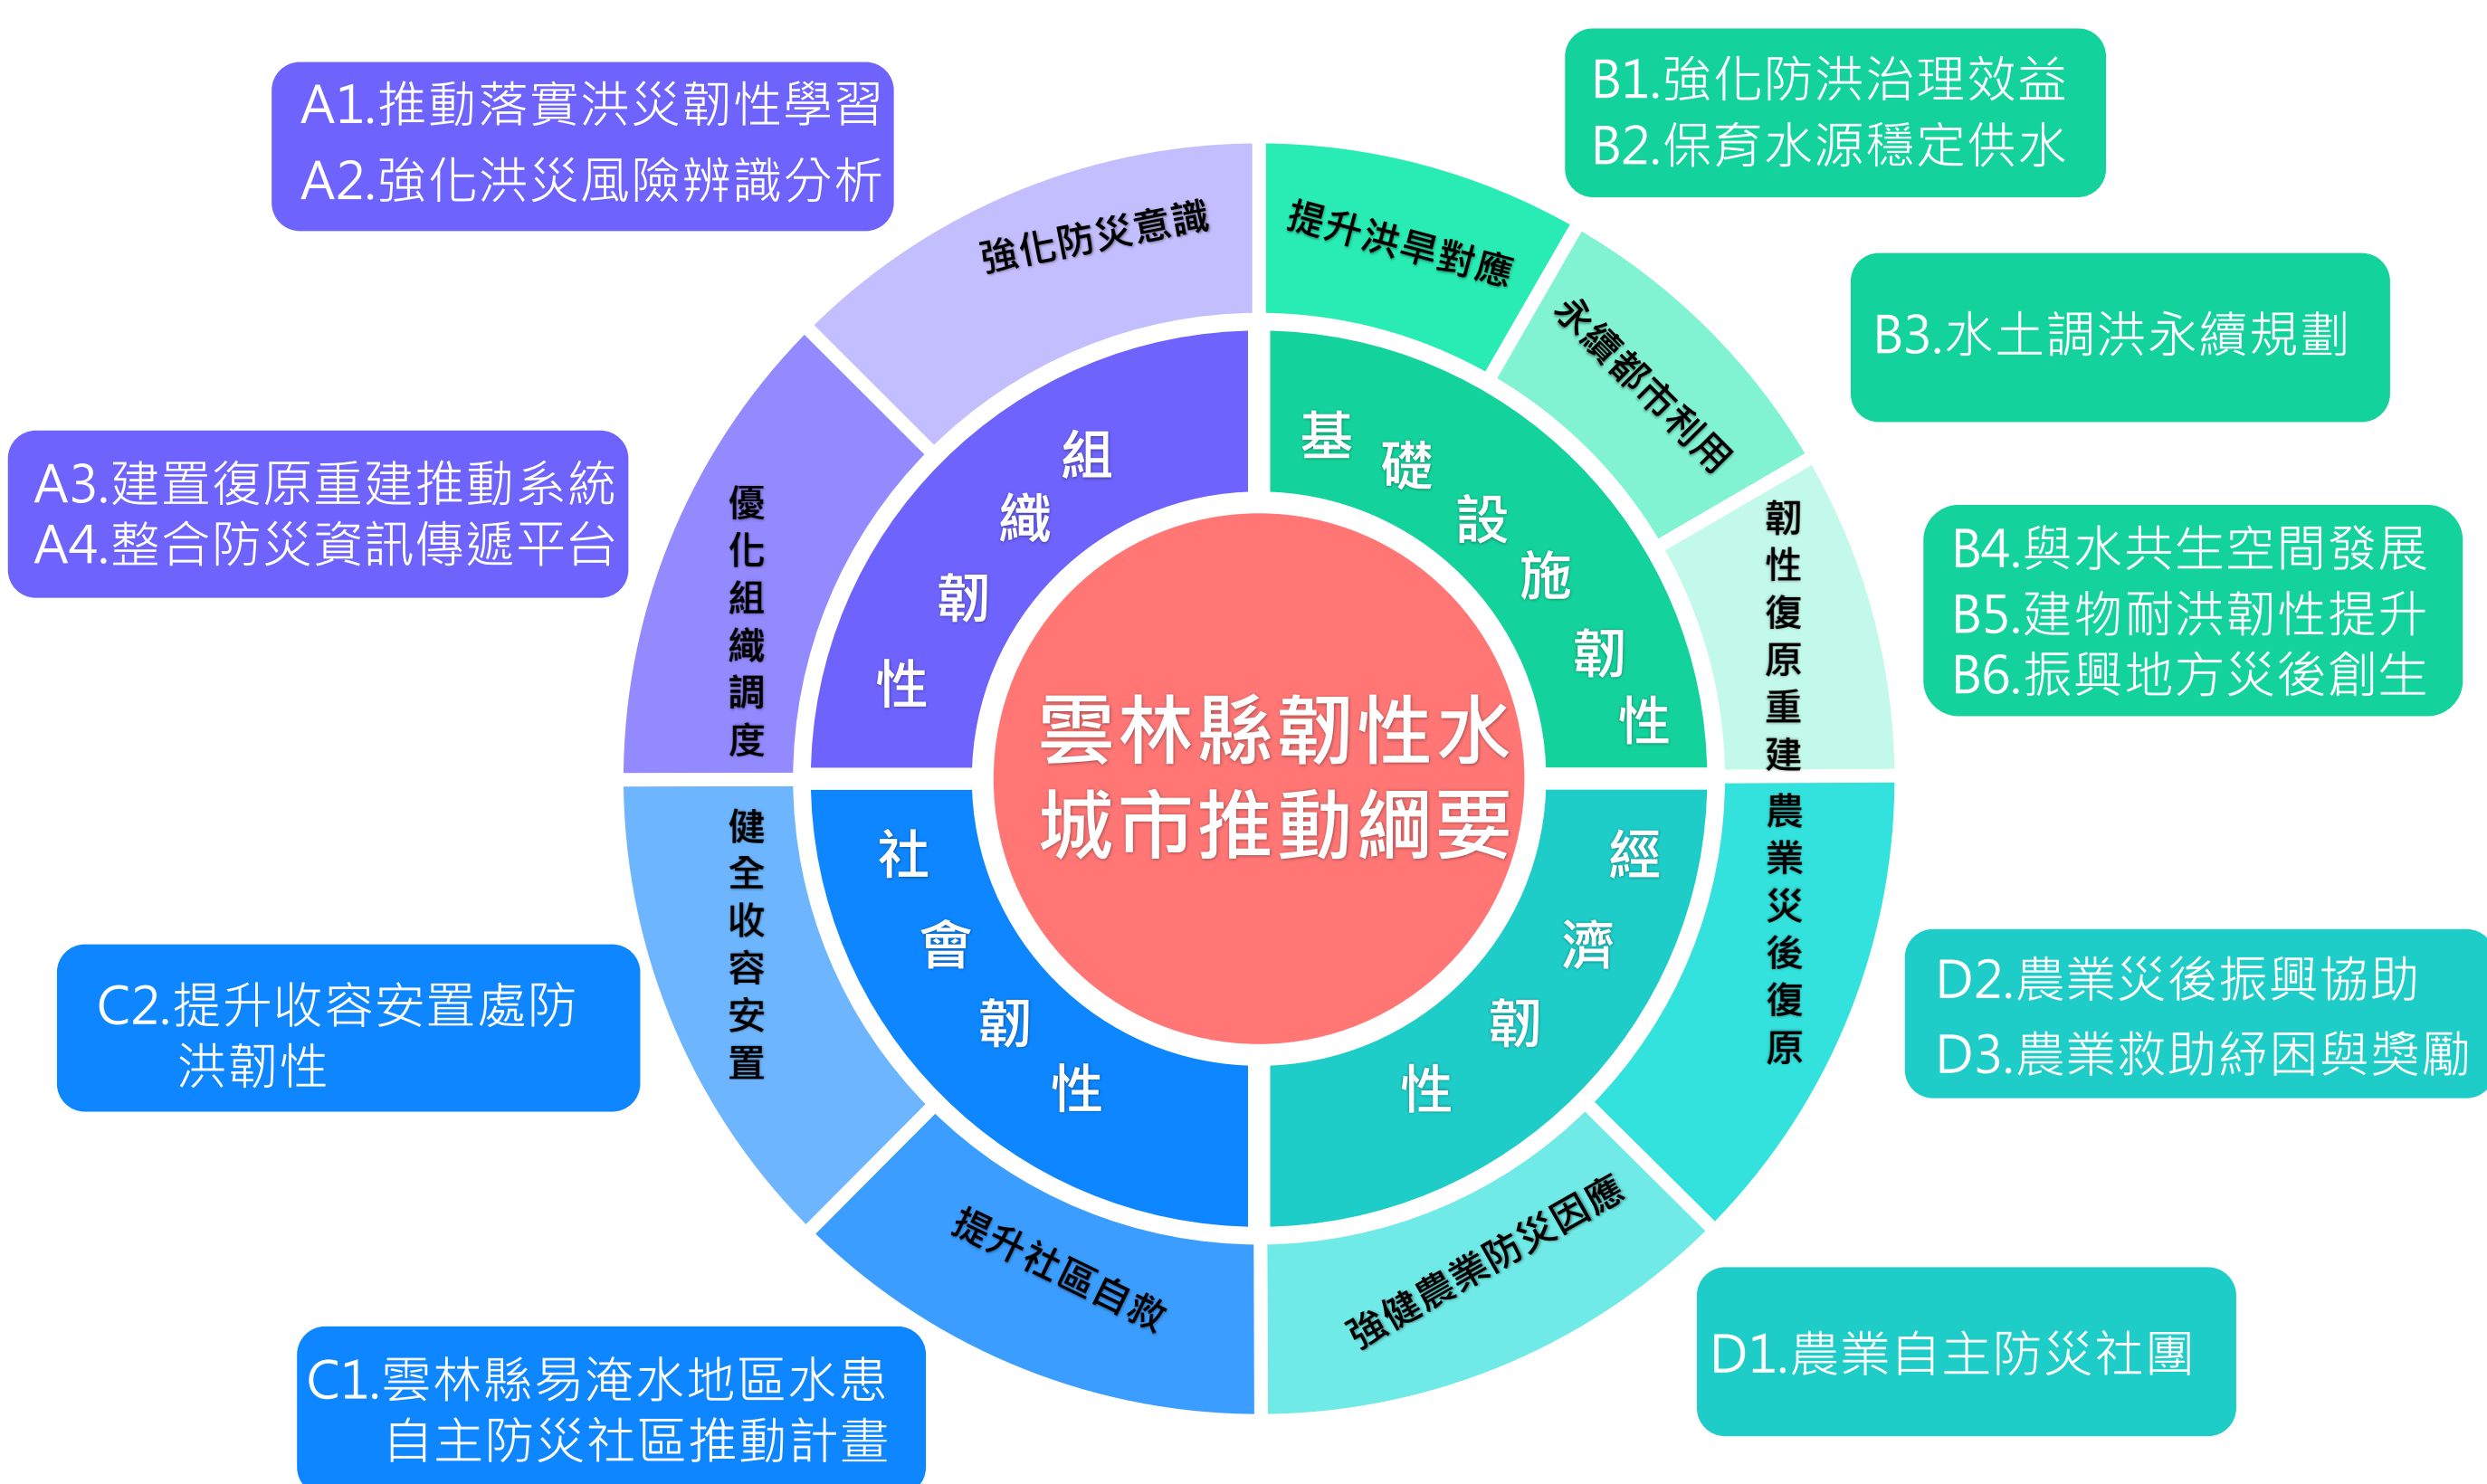 A1.推動落實洪災韌性學習
A2.強化洪災風險辨識分析
B1.強化防洪治理效益
B2.保育水源穩定供水
強化防災意識
提升洪旱對應
永續都市利用
B3.水土調洪永續規劃
A3.建置復原重建推動系統
A4.整合防災資訊傳遞平台
優化組織調度
組織韌性
基礎設施韌性
韌性復原重建
B4.與水共生空間發展
B5.建物耐洪韌性提升
B6.振興地方災後創生
雲林縣韌性水
城市推動綱要
健全收容安置
社會韌性
經濟韌性
農業災後復原
C2.提升收容安置處防
洪韌性
D2.農業災後振興協助
D3.農業救助紓困與獎勵
提升社區自救
強健農業防災因應
D1.農業自主防災社團
C1.雲林縣易淹水地區水患
自主防災社區推動計畫